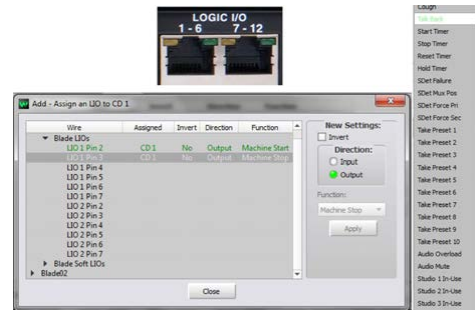 LOGIC I/O
1 - 6 7 - 12
Add - Assign an LIO to CD 1
Wire Assigned Invert Direction Function
Blade LIOs
LIO 1 Pin 2 CD 1 No Output Machine Start
LIO 1 Pin 3 CD 1 No Output Machine Stop
LIO 1 Pin 4
LIO 1 Pin 5
LIO 1 Pin 6
LIO 1 Pin 7
LIO 2 Pin 2
LIO 2 Pin 3
LIO 2 Pin 4
LIO 2 Pin 5
LIO 2 Pin 6
LIO 2 Pin 7
Blade Soft LIOs
Blade02
New Settings:
Invert
Direction:
Input
Output
Function:
Machine Stop
Apply
Close
Cough
Talk Back
Start Timer
Stop Timer
Reset Timer
Hold Timer
SDet Failure
SDet Mux Pos
SDet Force Pri
SDet Force Sec
Take Preset 1
Take Preset 2
Take Preset 3
Take Preset 4
Take Preset 5
Take Preset 6
Take Preset 7
Take Preset 8
Take Preset 9
Take Preset 10
Audio Overload
Audio Mute
Studio 1 In-Use
Studio 2 In-Use
Studio 3 In-Use